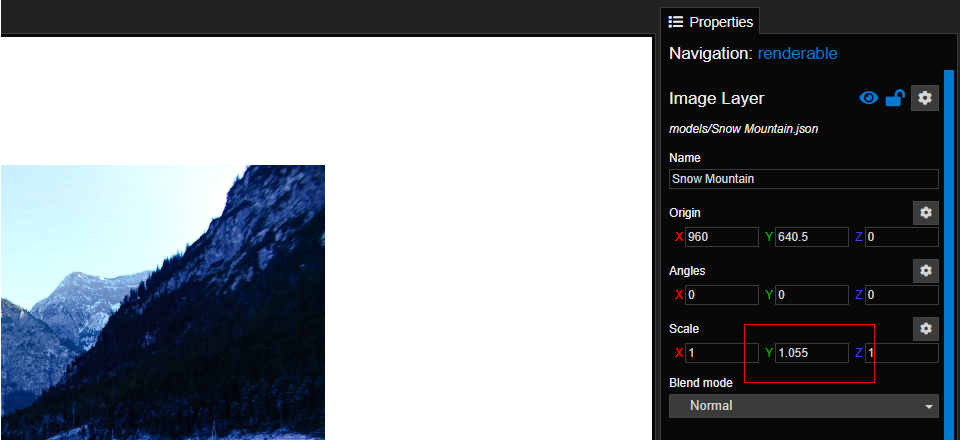 Properties
Navigation: renderable
Image Layer
models/Snow Mountain.json
Name
Snow Mountain
Origin
X 960 Y 640.5 Z 0
Angles
X 0 Y 0 Z 0
Scale
X 1 Y 1.055 Z 1
Blend mode
Normal